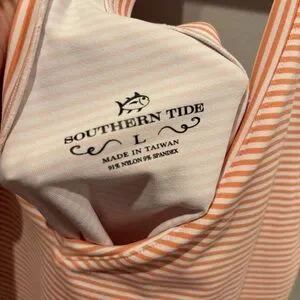 SOUTHERN TIDE
L
MADE IN TAIWAN
91% NYLON 9% SPANDEX